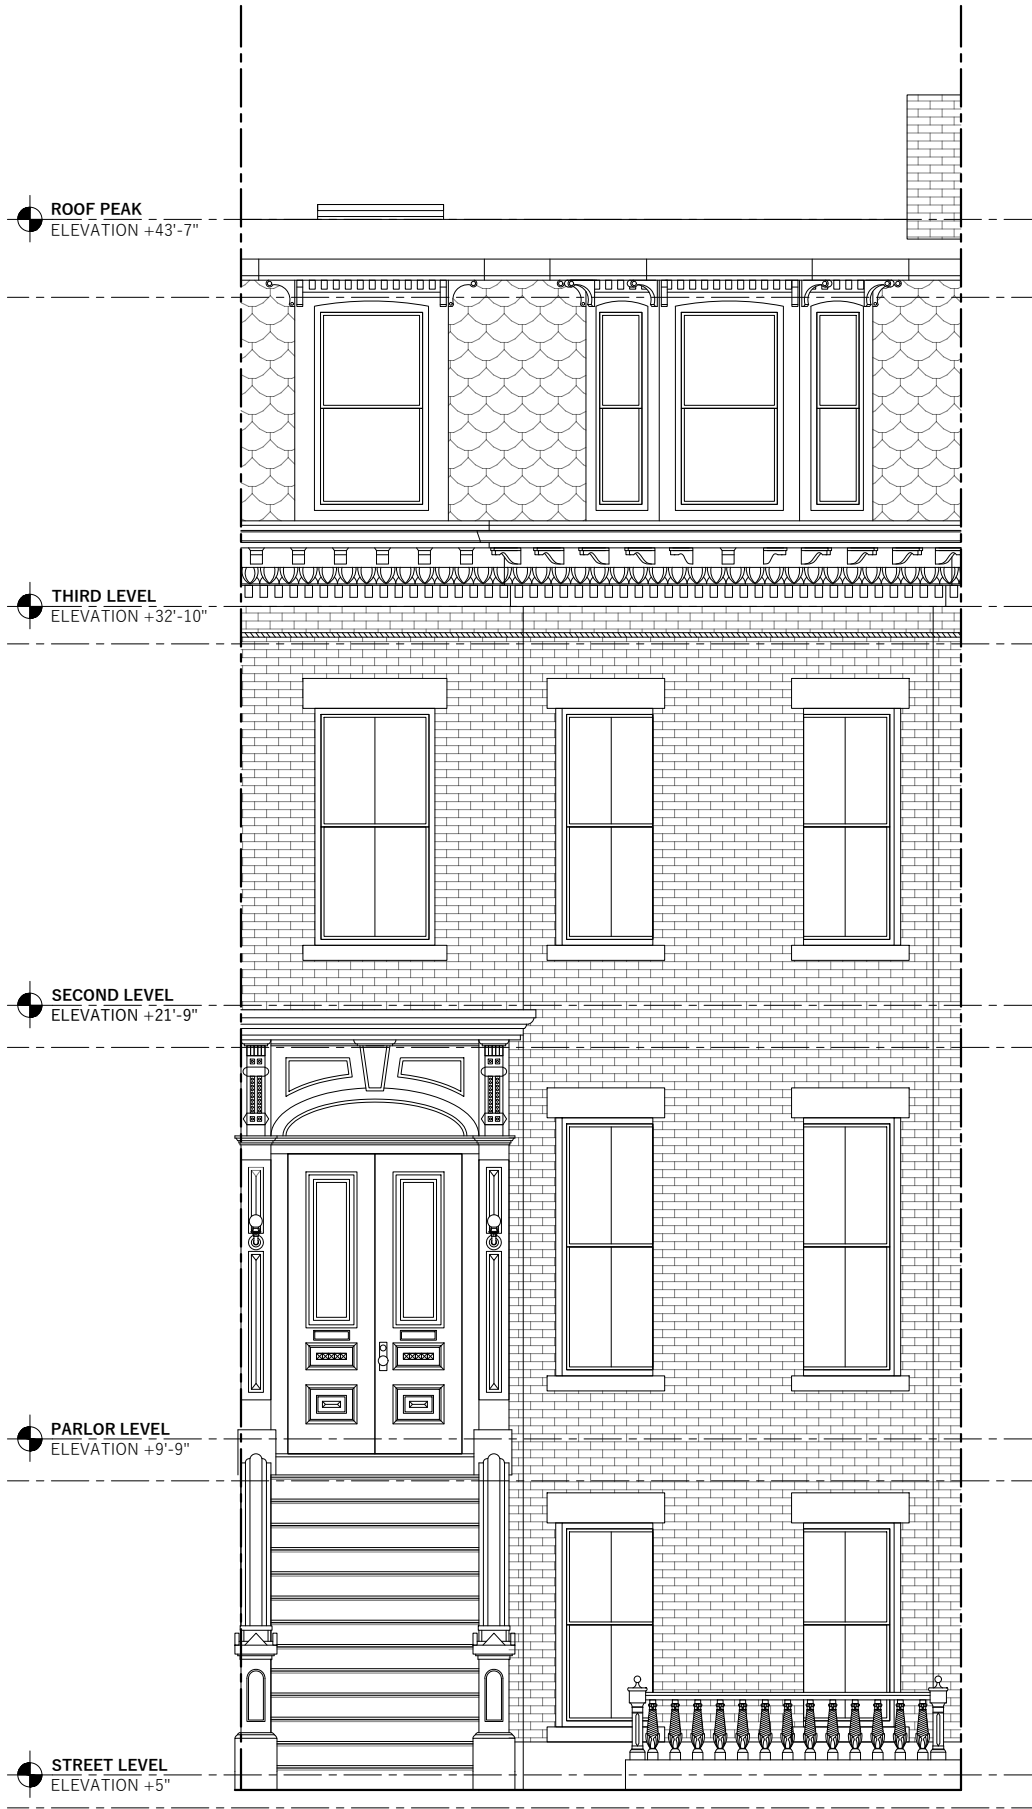 ROOF PEAK
ELEVATION +43'-7"
THIRD LEVEL
ELEVATION +32'-10"
SECOND LEVEL
ELEVATION +21'-9"
PARLOR LEVEL
ELEVATION +9'-9"
STREET LEVEL
ELEVATION +5"